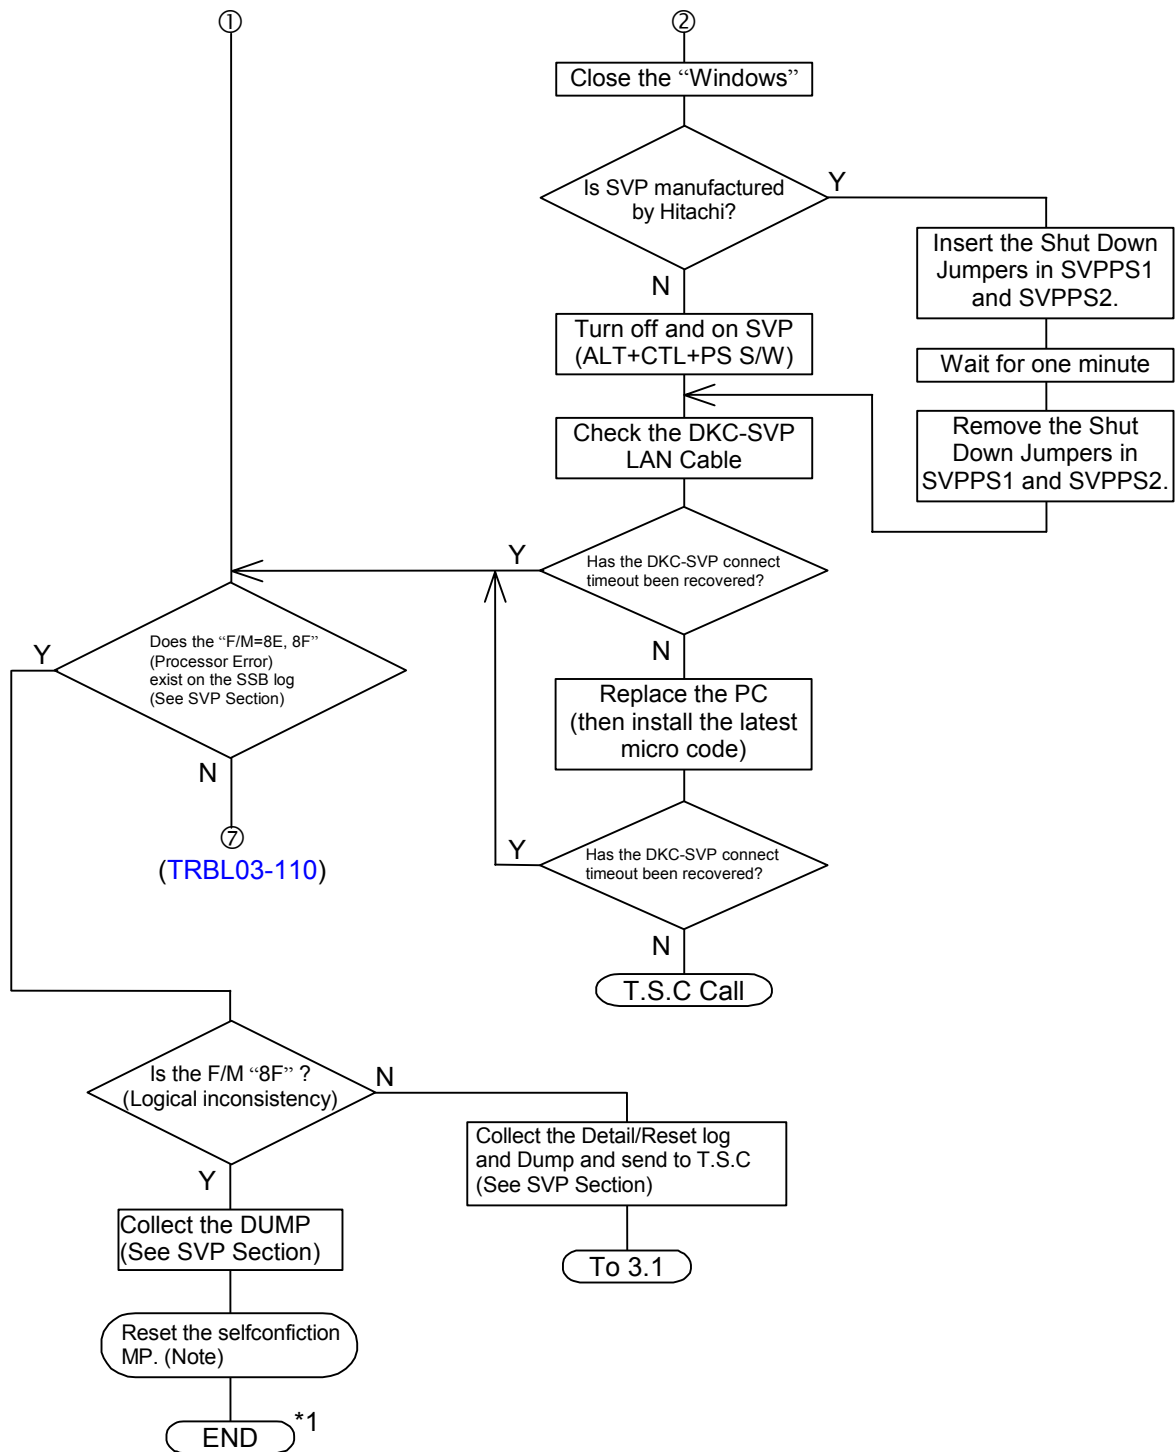 ①
②
Close the “Windows”
Is SVP manufactured
by Hitachi?
Y
N
Insert the Shut Down
Jumpers in SVPPS1
and SVPPS2.
Wait for one minute
Remove the Shut
Down Jumpers in
SVPPS1 and SVPPS2.
Turn off and on SVP
(ALT+CTL+PS S/W)
Check the DKC-SVP
LAN Cable
Has the DKC-SVP connect
timeout been recovered?
Y
N
Replace the PC
(then install the latest
micro code)
Has the DKC-SVP connect
timeout been recovered?
Y
N
T.S.C Call
Does the “F/M=8E, 8F”
(Processor Error)
exist on the SSB log
(See SVP Section)
Y
N
⑦
(TRBL03-110)
Is the F/M “8F” ?
(Logical inconsistency)
N
Y
Collect the Detail/Reset log
and Dump and send to T.S.C
(See SVP Section)
To 3.1
Collect the DUMP
(See SVP Section)
Reset the selfconfiction
MP. (Note)
END
*1